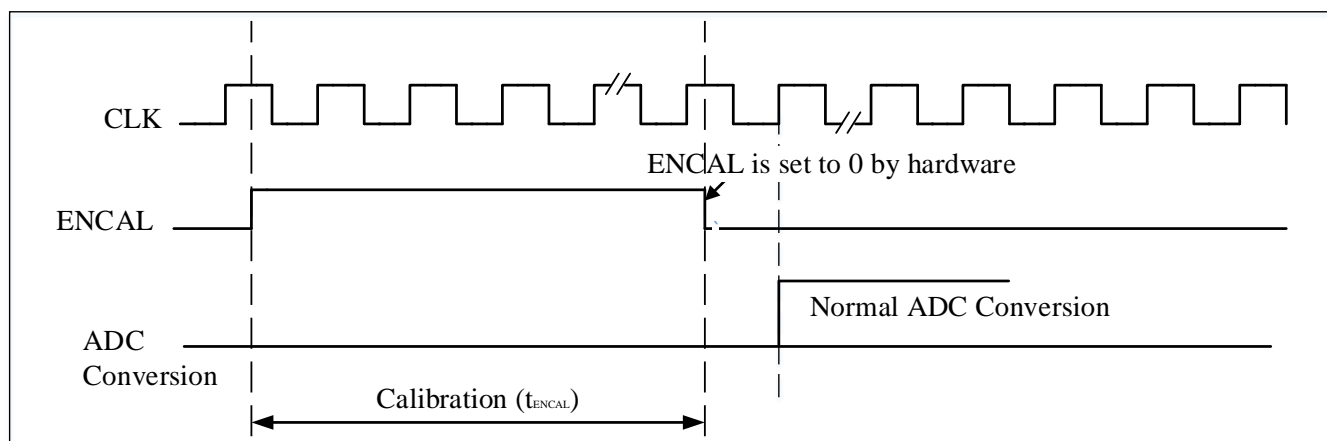 CLK
ENCAL is set to 0 by hardware
ENCAL
Normal ADC Conversion
ADC
Conversion
Calibration (tENCAL)